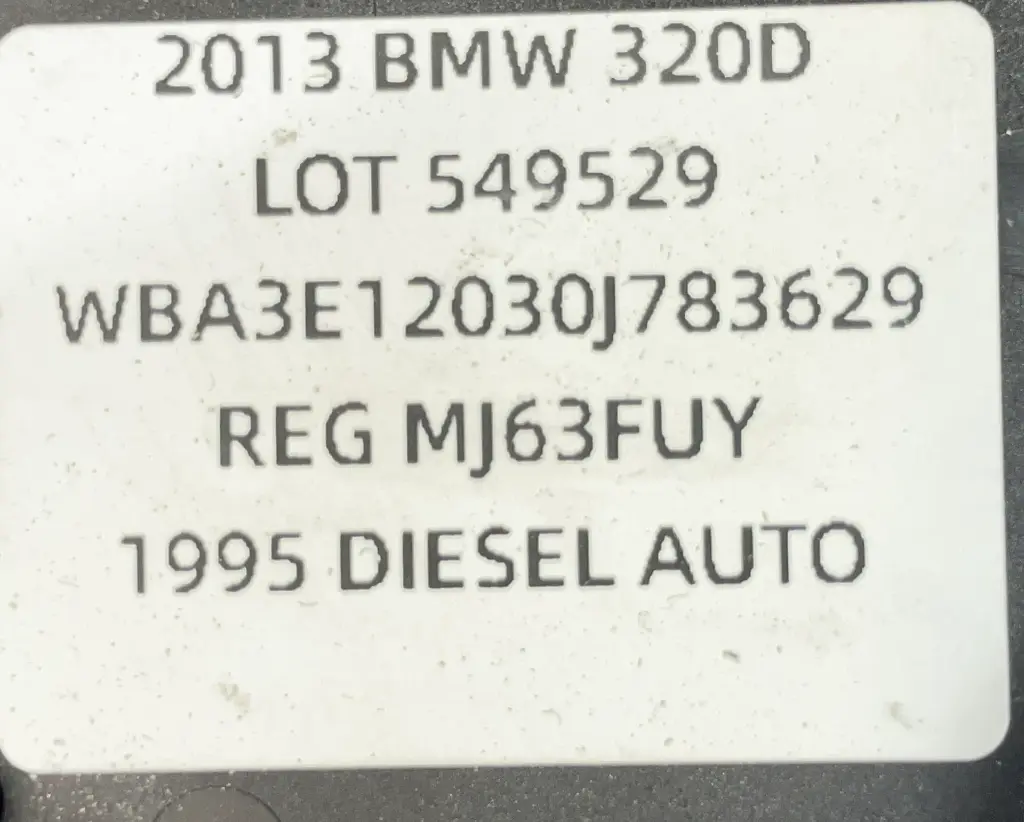 2013 BMW 320D
LOT 549529
WBA3E12030J783629
REG MJ63FUY
1995 DIESEL AUTO